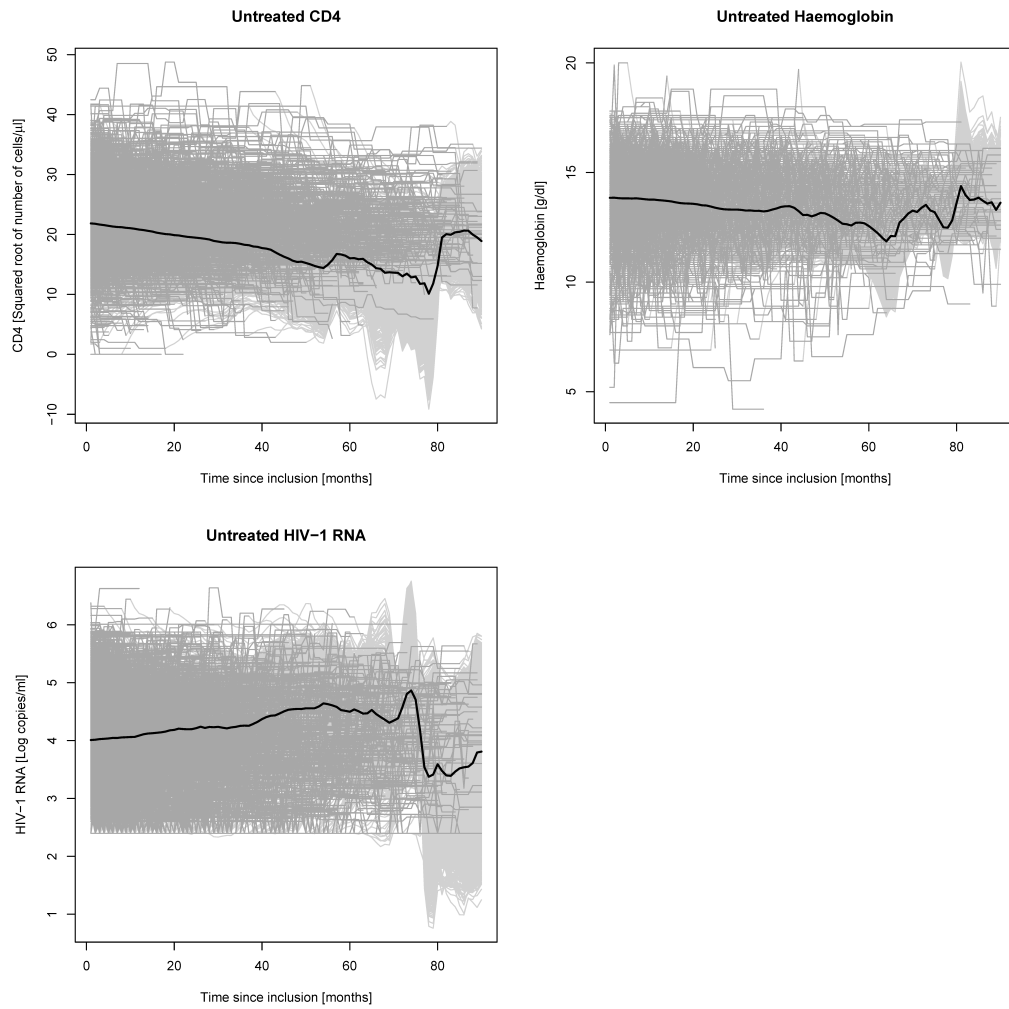 Untreated CD4
CD4 [Squared root of number of cells/µl]
50
40
30
20
10
0
−10
0 20 40 60 80
Time since inclusion [months]
Untreated Haemoglobin
Haemoglobin [g/dl]
20
15
10
5
0 20 40 60 80
Time since inclusion [months]
Untreated HIV−1 RNA
HIV−1 RNA [Log copies/ml]
6
5
4
3
2
1
0 20 40 60 80
Time since inclusion [months]